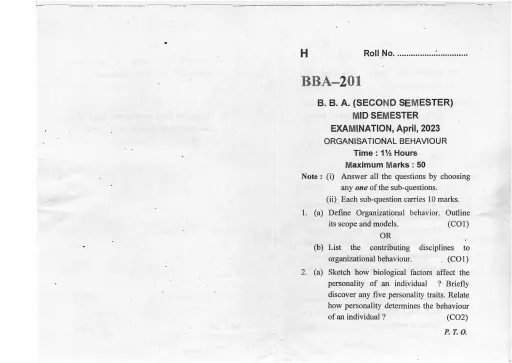 H Roll No. ..............................
BBA–201
B. B. A. (SECOND SEMESTER)
MID SEMESTER
EXAMINATION, April, 2023
ORGANISATIONAL BEHAVIOUR
Time : 1½ Hours
Maximum Marks : 50
Note : (i) Answer all the questions by choosing
any one of the sub-questions.
(ii) Each sub-question carries 10 marks.
1. (a) Define Organizational behavior. Outline
its scope and models. (CO1)
OR
(b) List the contributing disciplines to
organizational behaviour. (CO1)
2. (a) Sketch how biological factors affect the
personality of an individual ? Briefly
discover any five personality traits. Relate
how personality determines the behaviour
of an individual ? (CO2)
P. T. O.